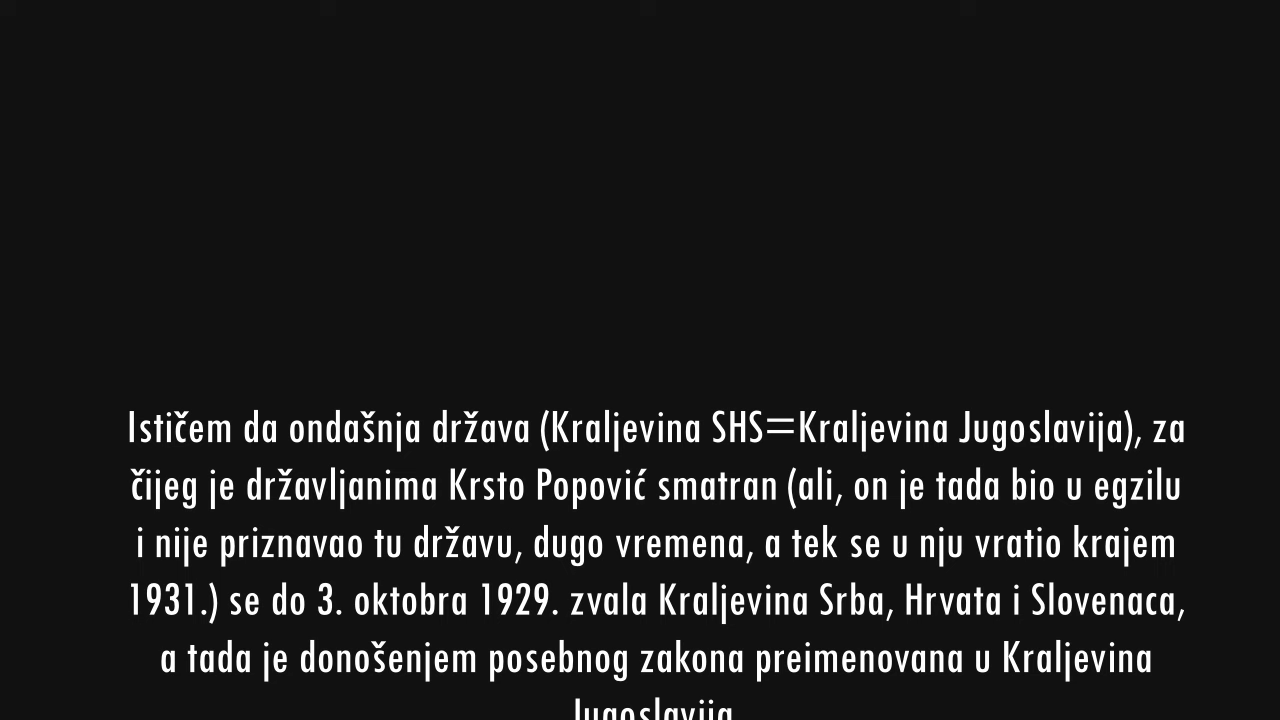 Ističem da ondašnja država (Kraljevina SHS=Kraljevina Jugoslavija), za
čijeg je državljanima Krsto Popović smatran (ali, on je tada bio u egzilu
i nije priznavao tu državu, dugo vremena, a tek se u nju vratio krajem
1931.) se do 3. oktobra 1929. zvala Kraljevina Srba, Hrvata i Slovenaca,
a tada je donošenjem posebnog zakona preimenovana u Kraljevina
Jugoslavija